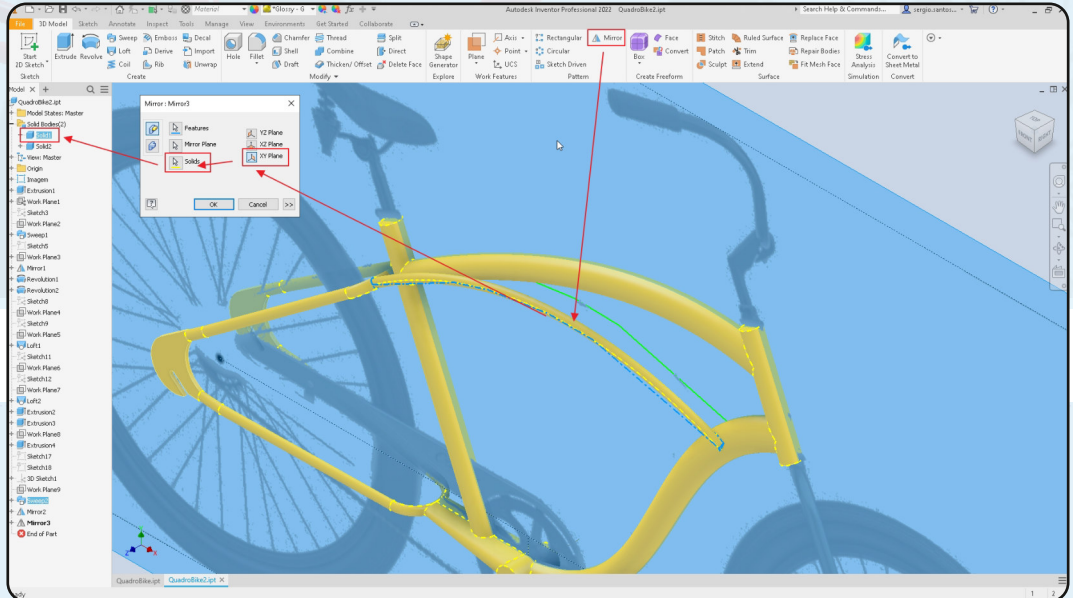 Material
*Glossy - G
Autodesk Inventor Professional 2022 QuadroBike2.ipt
Search Help & Commands...
sergio.santos...
File 3D Model Sketch Annotate Inspect Tools Manage View Environments Get Started Collaborate
Start 2D Sketch
Extrude
Revolve
Sweep Emboss Decal
Loft Derive Import
Coil Rib Unwrap
Hole
Fillet
Chamfer Thread Split
Shell Combine Direct
Draft Thicken/ Offset Delete Face
Shape Generator
Plane
Axis
Point
UCS
Rectangular Mirror
Circular
Sketch Driven
Box
Face
Convert
Stitch Ruled Surface Replace Face
Patch Trim Repair Bodies
Sculpt Extend Fit Mesh Face
Stress Analysis
Convert to Sheet Metal
Sketch Create Modify Explore Work Features Pattern Create Freeform Surface Simulation Convert
Model
QuadroBike2.ipt
Model States: Master
Solid Bodies(2)
Solid1
Solid2
View: Master
Origin
Imagem
Extrusion1
Work Plane1
Sketch3
Work Plane2
Sweep1
Sketch5
Work Plane3
Mirror1
Revolution1
Revolution2
Sketch8
Work Plane4
Sketch9
Work Plane5
Loft1
Sketch11
Work Plane6
Sketch12
Work Plane7
Loft2
Extrusion2
Extrusion3
Work Plane8
Extrusion4
Sketch17
Sketch18
3D Sketch1
Work Plane9
Sweep2
Mirror2
Mirror3
End of Part
Mirror : Mirror3
Features
Mirror Plane
Solids
YZ Plane
XZ Plane
XY Plane
OK
Cancel
>>
FRONT
RIGHT
Z
X
QuadroBike.ipt
QuadroBike2.ipt
1 2